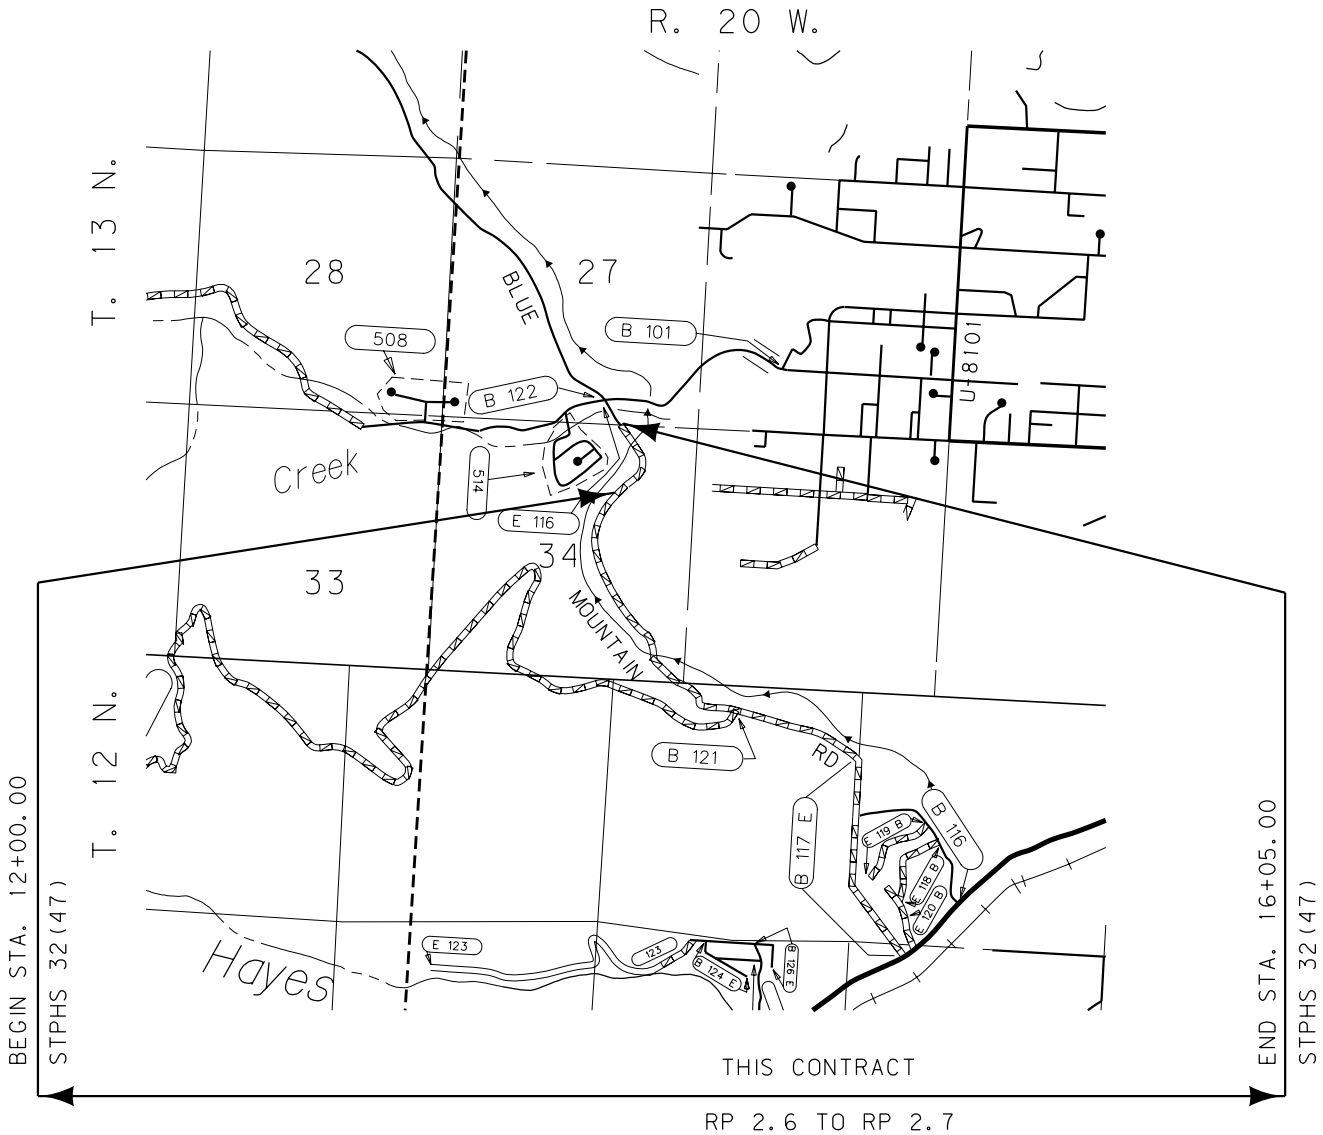 R. 20 W.
T. 13 N.
28
27
BLUE
B 101
508
B 122
U-8101
Creek
514
E 116
34
33
MOUNTAIN
T. 12 N.
B 121
RD
B 117 E
E 119 B
B 116
E 118 B
E 120 B
Hayes
E 123
123
B 124 E
B 126 E
BEGIN STA. 12+00.00
STPHS 32(47)
END STA. 16+05.00
STPHS 32(47)
THIS CONTRACT
RP 2.6 TO RP 2.7